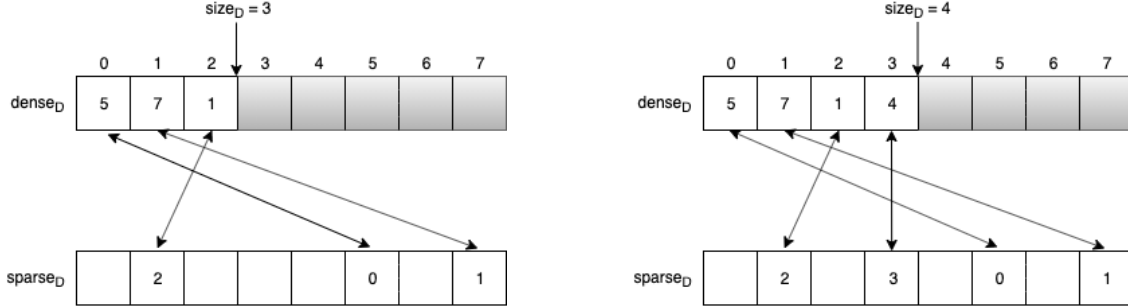 size_D = 3
0 1 2 3 4 5 6 7
dense_D 5 7 1
sparse_D 2 0 1
size_D = 4
0 1 2 3 4 5 6 7
dense_D 5 7 1 4
sparse_D 2 3 0 1